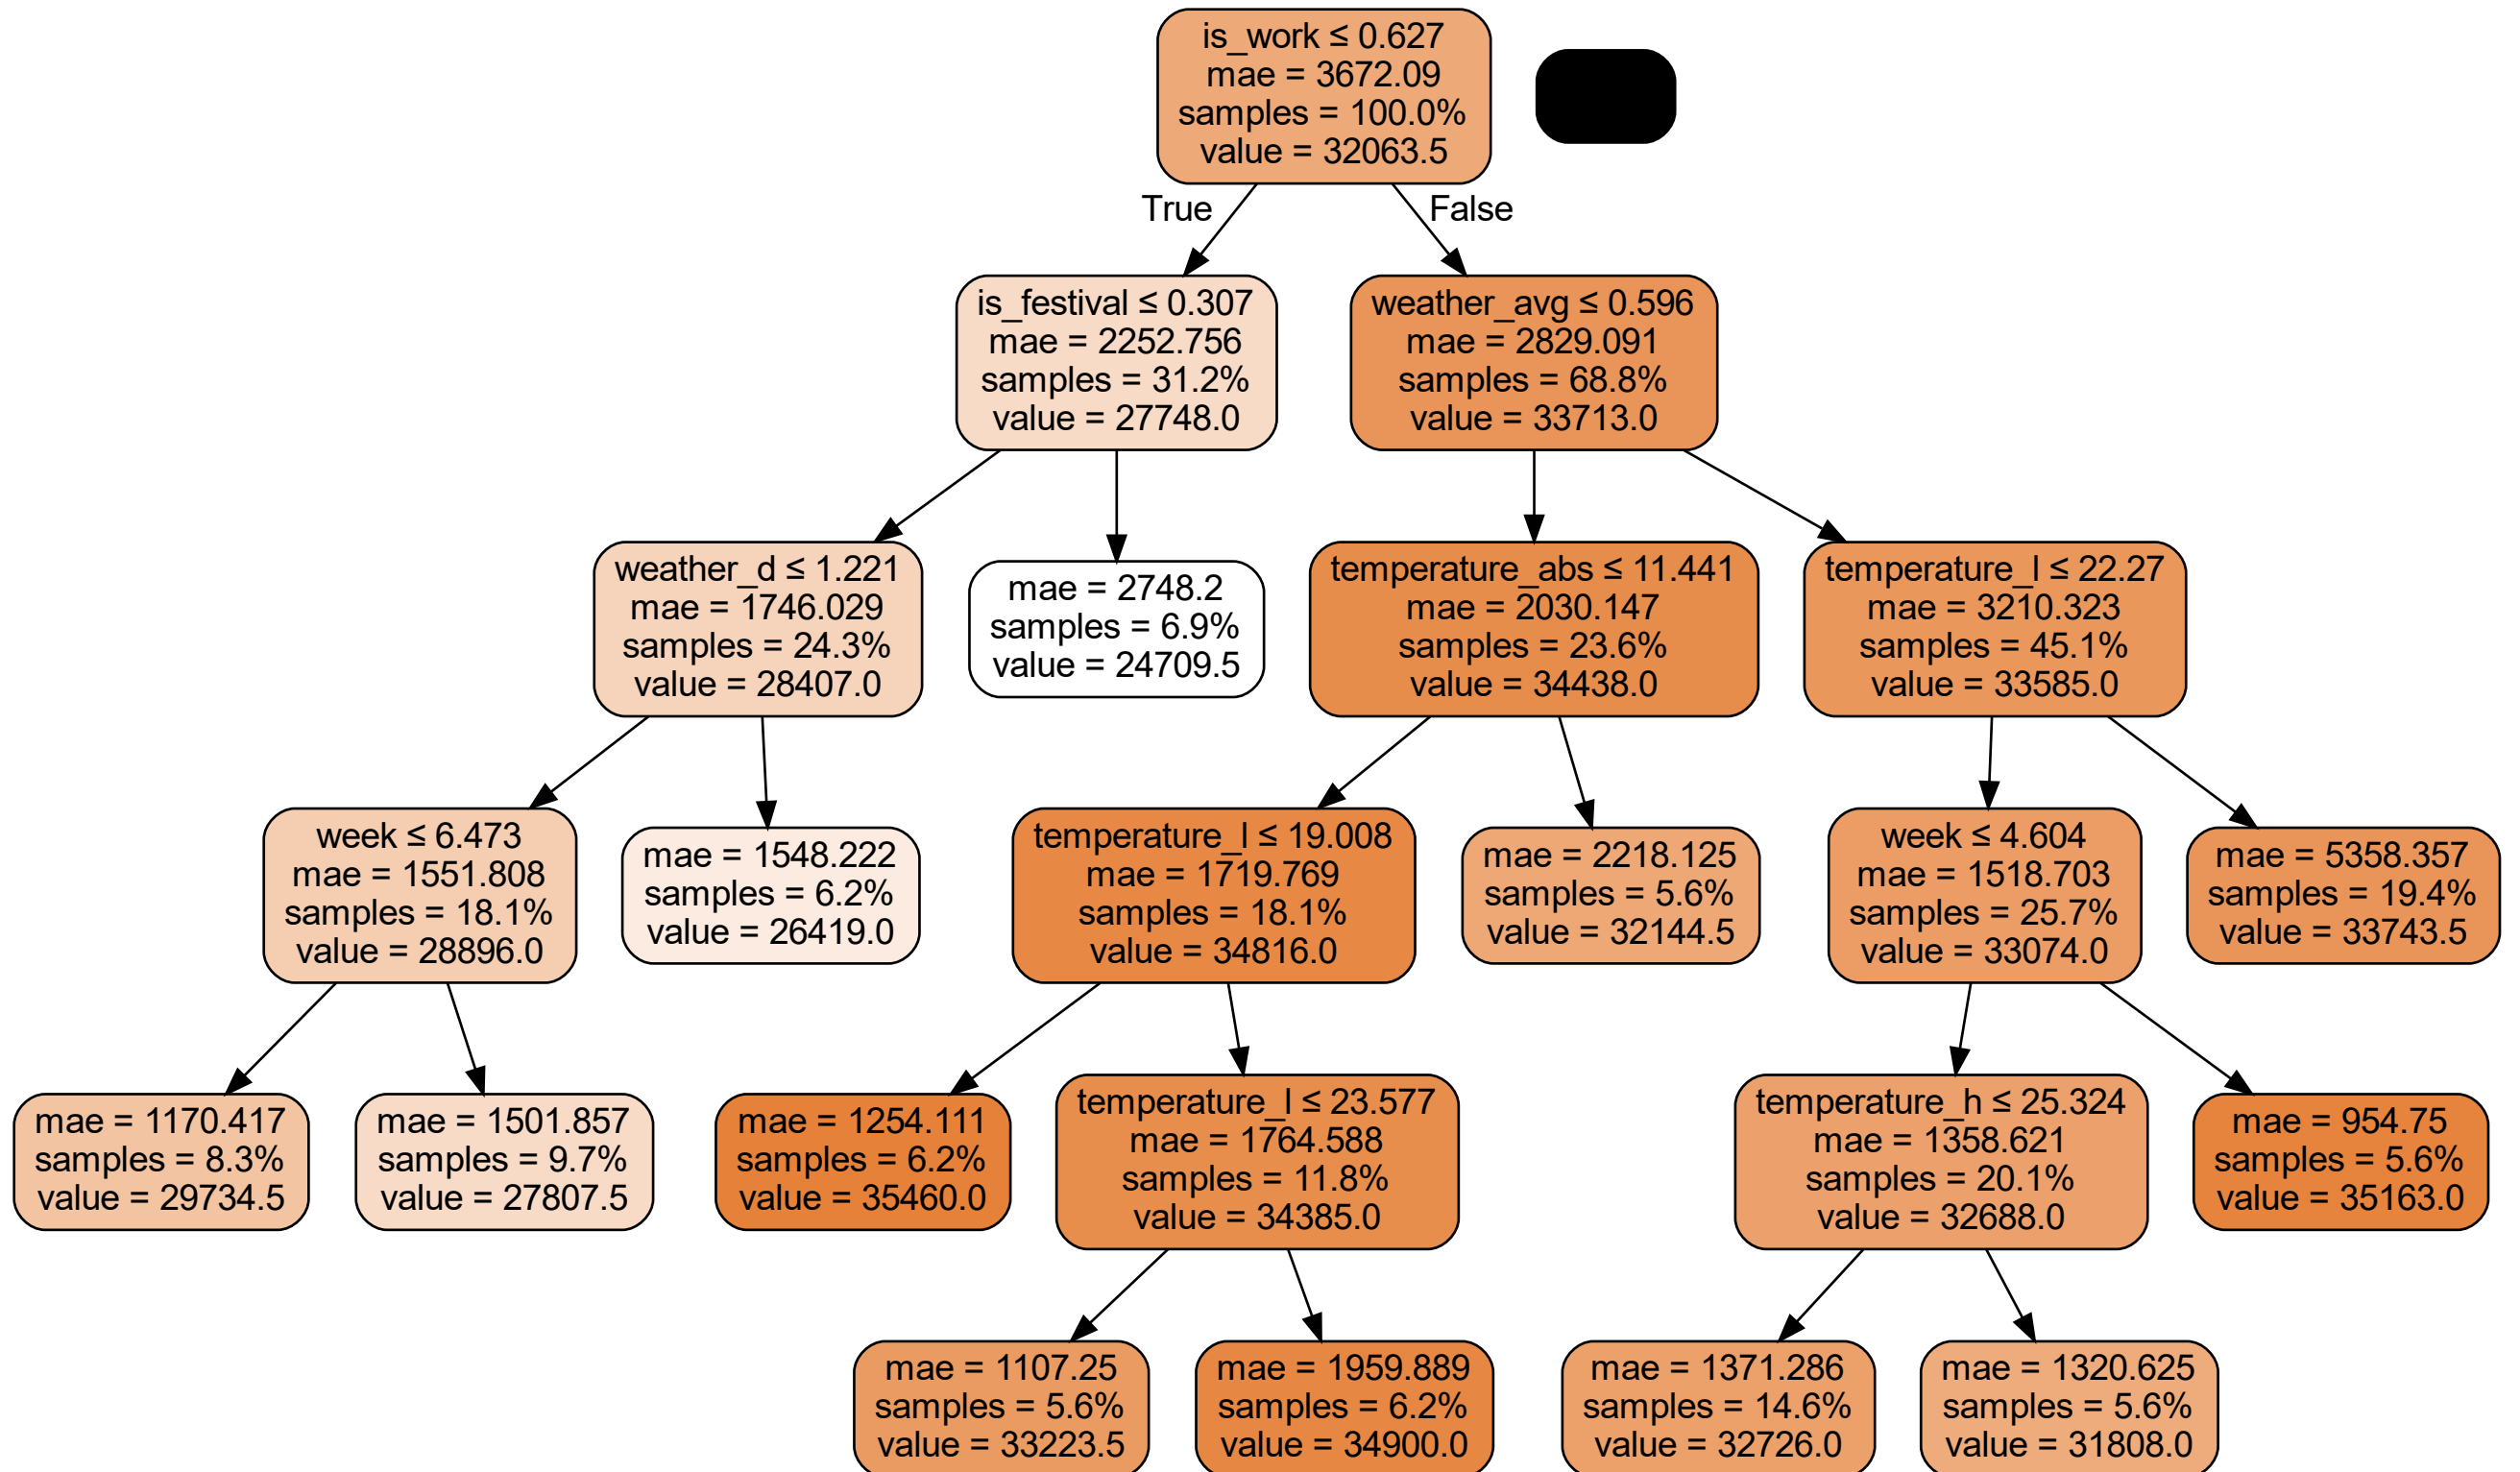 is_work ≤ 0.627
mae = 3672.09
samples = 100.0%
value = 32063.5
True
False
is_festival ≤ 0.307
mae = 2252.756
samples = 31.2%
value = 27748.0
weather_avg ≤ 0.596
mae = 2829.091
samples = 68.8%
value = 33713.0
weather_d ≤ 1.221
mae = 1746.029
samples = 24.3%
value = 28407.0
mae = 2748.2
samples = 6.9%
value = 24709.5
temperature_abs ≤ 11.441
mae = 2030.147
samples = 23.6%
value = 34438.0
temperature_l ≤ 22.27
mae = 3210.323
samples = 45.1%
value = 33585.0
week ≤ 6.473
mae = 1551.808
samples = 18.1%
value = 28896.0
mae = 1548.222
samples = 6.2%
value = 26419.0
temperature_l ≤ 19.008
mae = 1719.769
samples = 18.1%
value = 34816.0
mae = 2218.125
samples = 5.6%
value = 32144.5
week ≤ 4.604
mae = 1518.703
samples = 25.7%
value = 33074.0
mae = 5358.357
samples = 19.4%
value = 33743.5
mae = 1170.417
samples = 8.3%
value = 29734.5
mae = 1501.857
samples = 9.7%
value = 27807.5
mae = 1254.111
samples = 6.2%
value = 35460.0
temperature_l ≤ 23.577
mae = 1764.588
samples = 11.8%
value = 34385.0
temperature_h ≤ 25.324
mae = 1358.621
samples = 20.1%
value = 32688.0
mae = 954.75
samples = 5.6%
value = 35163.0
mae = 1107.25
samples = 5.6%
value = 33223.5
mae = 1959.889
samples = 6.2%
value = 34900.0
mae = 1371.286
samples = 14.6%
value = 32726.0
mae = 1320.625
samples = 5.6%
value = 31808.0